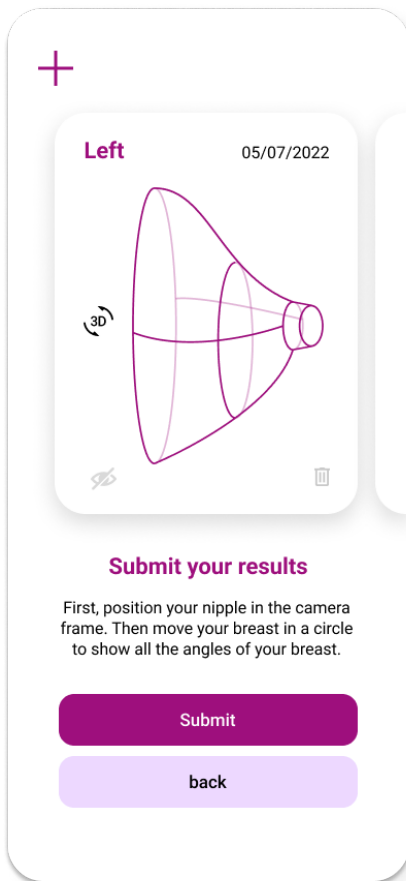 Left
05/07/2022
3D
Submit your results
First, position your nipple in the camera
frame. Then move your breast in a circle
to show all the angles of your breast.
Submit
back